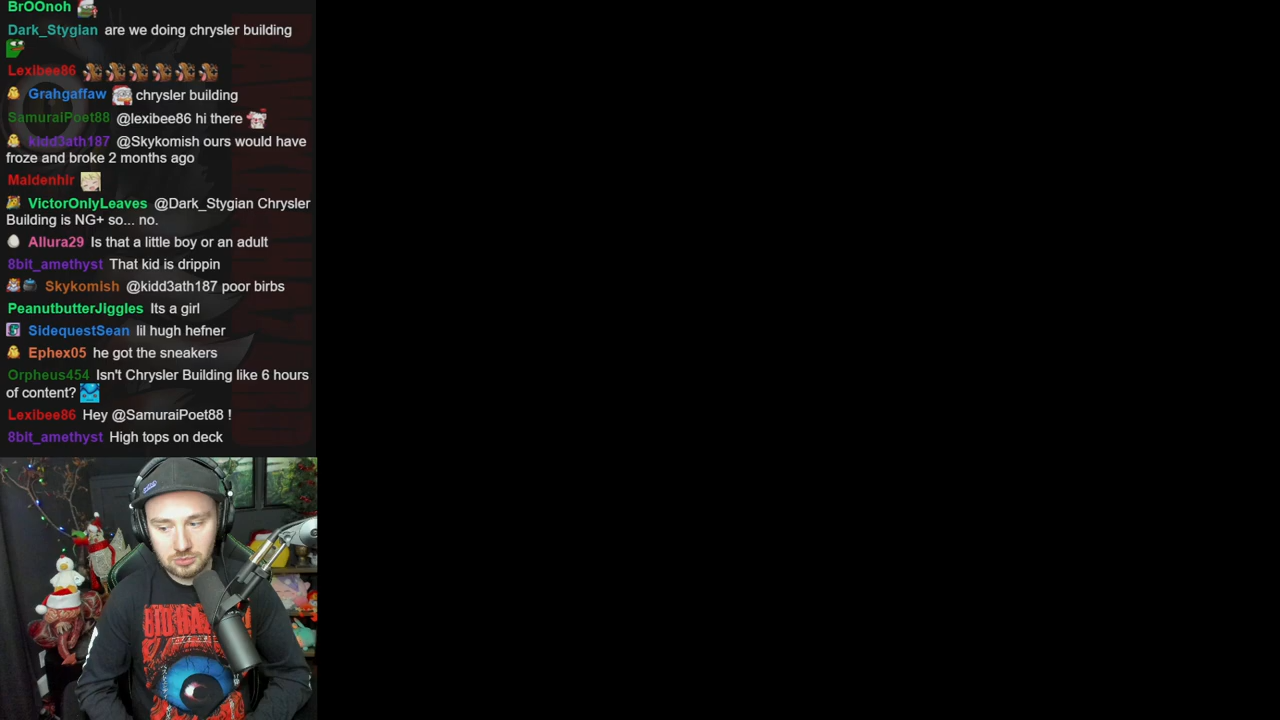 BrOOnoh
Dark_Stygian are we doing chrysler building
Lexibee86
Grahgaffaw chrysler building
SamuraiPoet88 @lexibee86 hi there
kidd3ath187 @Skykomish ours would have
froze and broke 2 months ago
Maldenhir
VictorOnlyLeaves @Dark_Stygian Chrysler
Building is NG+ so... no.
Allura29 Is that a little boy or an adult
8bit_amethyst That kid is drippin
Skykomish @kidd3ath187 poor birbs
PeanutbutterJiggles Its a girl
SidequestSean lil hugh hefner
Ephex05 he got the sneakers
Orpheus454 Isn't Chrysler Building like 6 hours
of content?
Lexibee86 Hey @SamuraiPoet88 !
8bit_amethyst High tops on deck